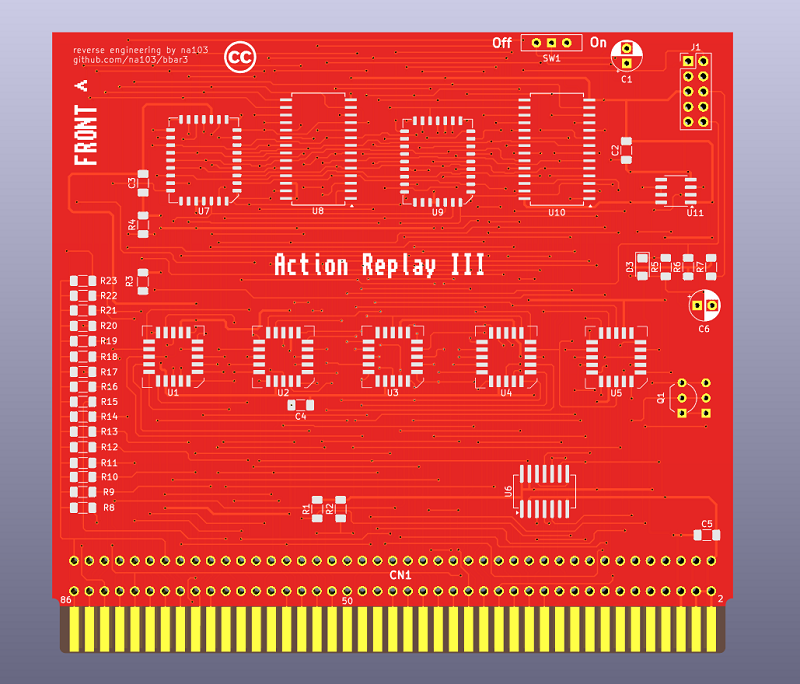 reverse engineering by na103
github.com/na103/bbar3
CC
Off
On
SW1
C1
J1
FRONT >
C3
U7
U8
U9
U10
C2
U11
R4
R3
Action Replay III
D3
R5
R6
R7
C6
R23
R22
R21
R20
R19
R18
R17
R16
R15
R14
R13
R12
R11
R10
R9
R8
U1
U2
U3
U4
U5
C4
Q1
U6
R1
R2
C5
CN1
86
50
2